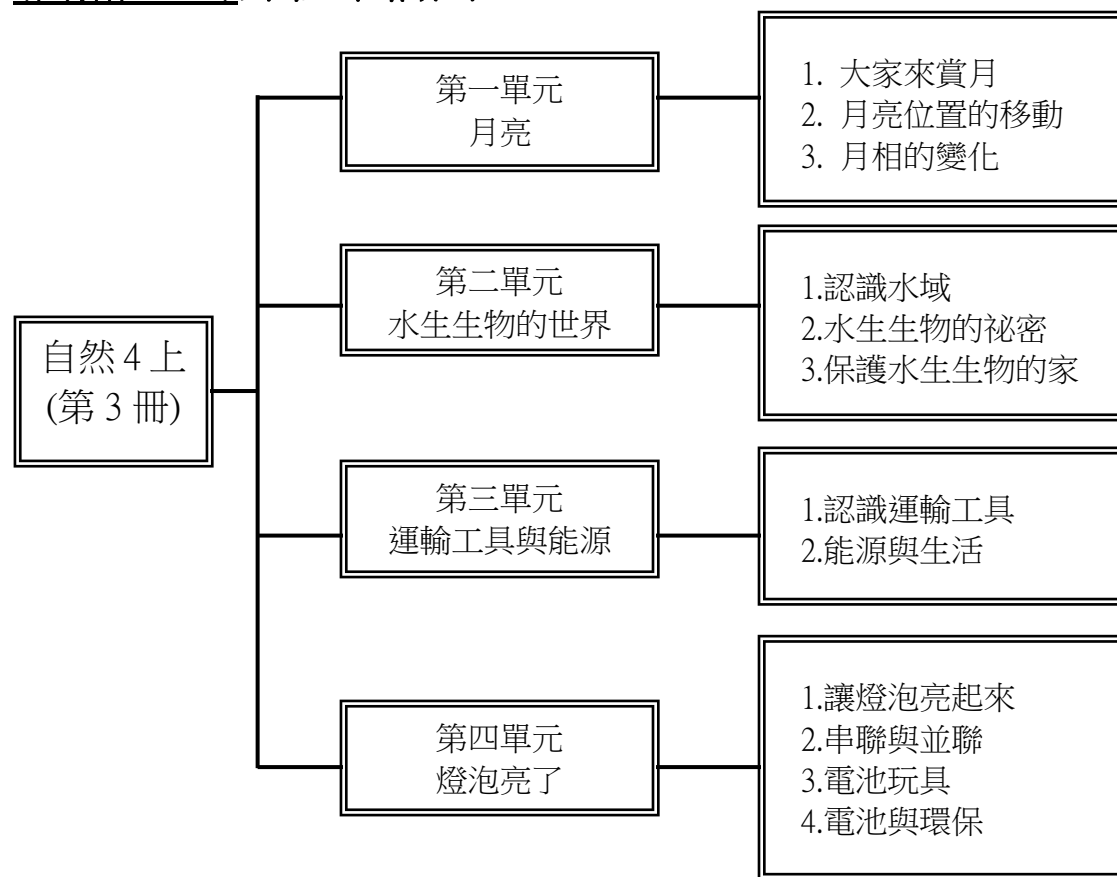 自然 4 上
(第 3 冊)
第一單元
月亮
1. 大家來賞月
2. 月亮位置的移動
3. 月相的變化
第二單元
水生生物的世界
1.認識水域
2.水生生物的祕密
3.保護水生生物的家
第三單元
運輸工具與能源
1.認識運輸工具
2.能源與生活
第四單元
燈泡亮了
1.讓燈泡亮起來
2.串聯與並聯
3.電池玩具
4.電池與環保